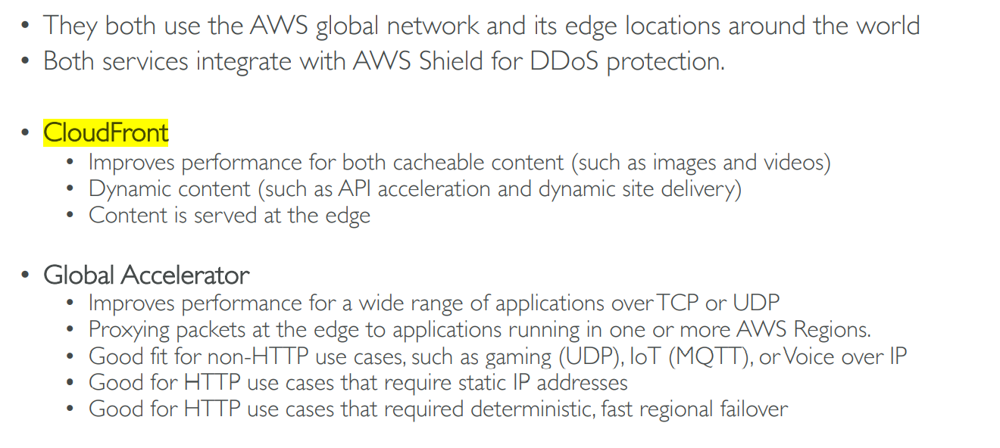 • They both use the AWS global network and its edge locations around the world
• Both services integrate with AWS Shield for DDoS protection.
• CloudFront
• Improves performance for both cacheable content (such as images and videos)
• Dynamic content (such as API acceleration and dynamic site delivery)
• Content is served at the edge
• Global Accelerator
• Improves performance for a wide range of applications over TCP or UDP
• Proxying packets at the edge to applications running in one or more AWS Regions.
• Good fit for non-HTTP use cases, such as gaming (UDP), IoT (MQTT), or Voice over IP
• Good for HTTP use cases that require static IP addresses
• Good for HTTP use cases that required deterministic, fast regional failover